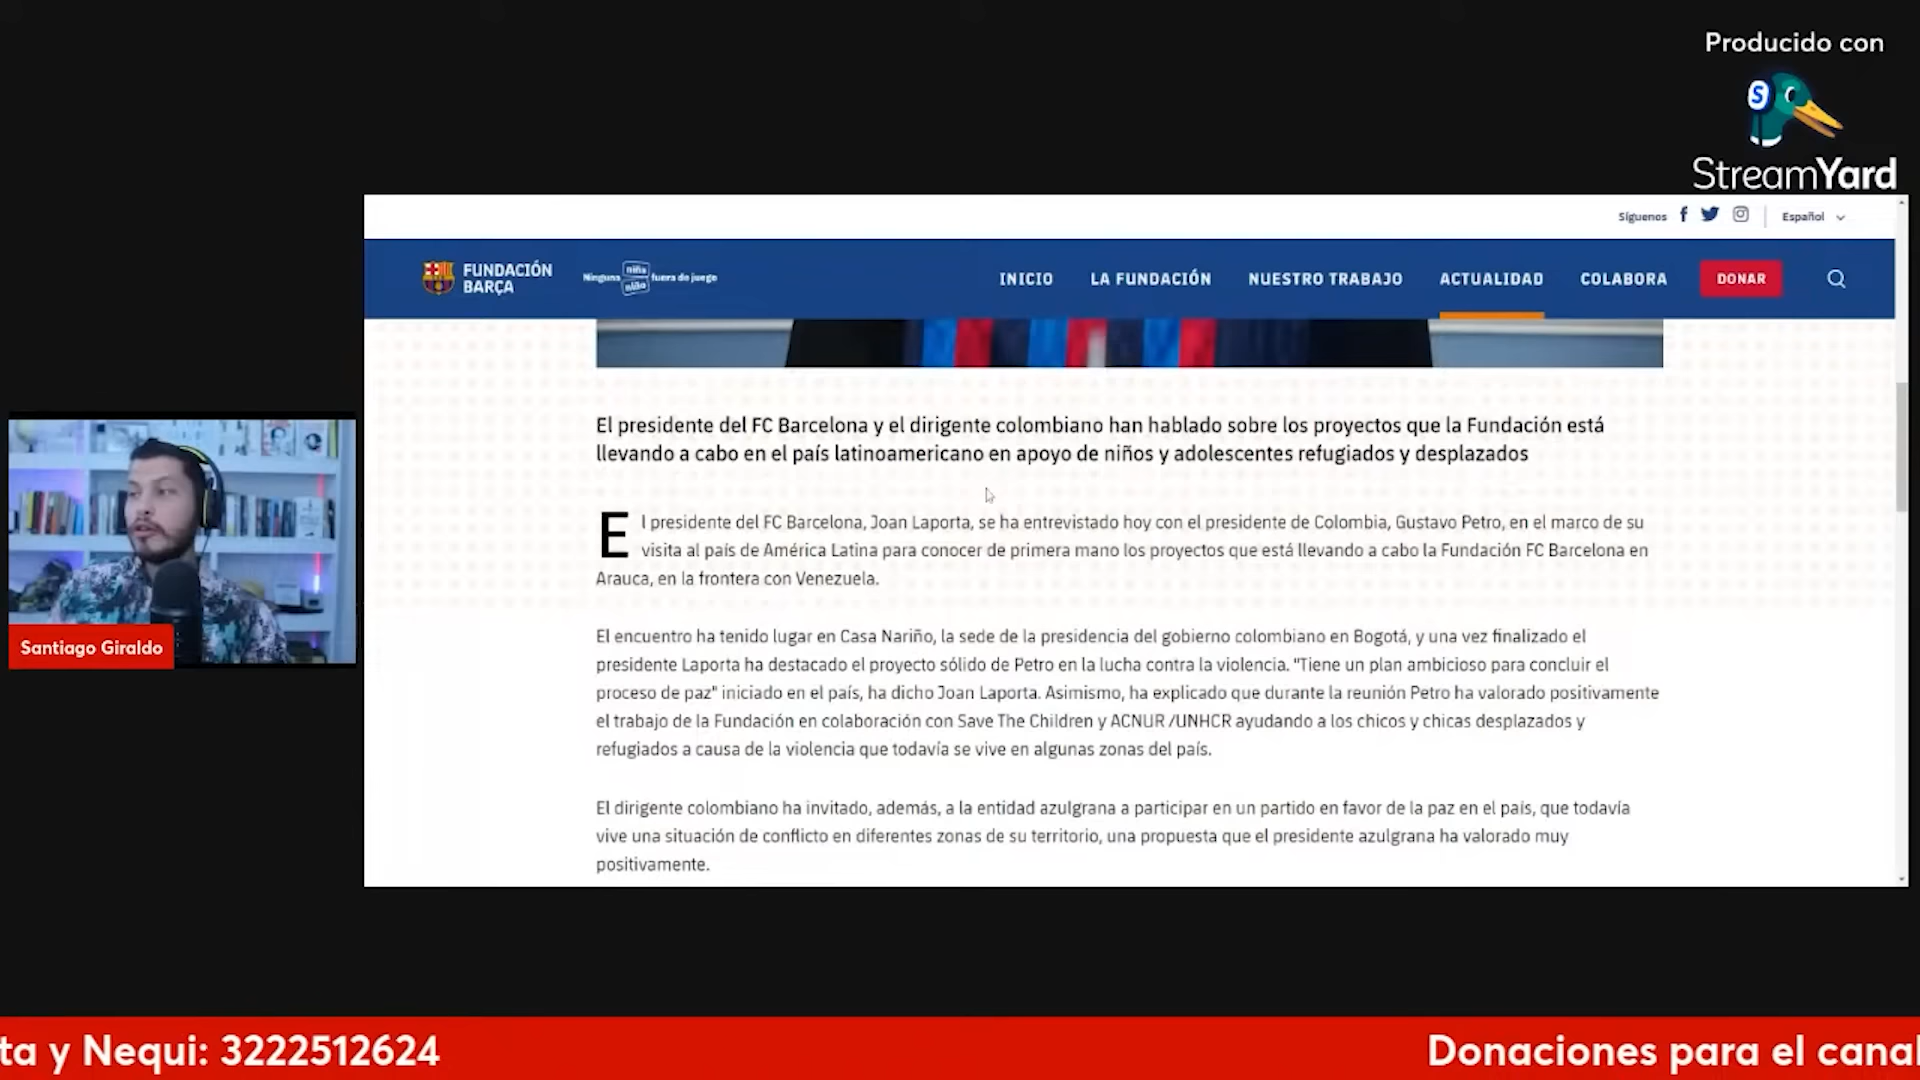 Producido con
StreamYard
Síguenos
Español
FUNDACIÓN
BARÇA
Ninguna niña niño fuera de juego
INICIO
LA FUNDACIÓN
NUESTRO TRABAJO
ACTUALIDAD
COLABORA
DONAR
El presidente del FC Barcelona y el dirigente colombiano han hablado sobre los proyectos que la Fundación está
llevando a cabo en el país latinoamericano en apoyo de niños y adolescentes refugiados y desplazados
El presidente del FC Barcelona, Joan Laporta, se ha entrevistado hoy con el presidente de Colombia, Gustavo Petro, en el marco de su
visita al país de América Latina para conocer de primera mano los proyectos que está llevando a cabo la Fundación FC Barcelona en
Arauca, en la frontera con Venezuela.
El encuentro ha tenido lugar en Casa Nariño, la sede de la presidencia del gobierno colombiano en Bogotá, y una vez finalizado el
presidente Laporta ha destacado el proyecto sólido de Petro en la lucha contra la violencia. "Tiene un plan ambicioso para concluir el
proceso de paz" iniciado en el país, ha dicho Joan Laporta. Asimismo, ha explicado que durante la reunión Petro ha valorado positivamente
el trabajo de la Fundación en colaboración con Save The Children y ACNUR /UNHCR ayudando a los chicos y chicas desplazados y
refugiados a causa de la violencia que todavía se vive en algunas zonas del país.
El dirigente colombiano ha invitado, además, a la entidad azulgrana a participar en un partido en favor de la paz en el país, que todavía
vive una situación de conflicto en diferentes zonas de su territorio, una propuesta que el presidente azulgrana ha valorado muy
positivamente.
Santiago Giraldo
ta y Nequi: 3222512624
Donaciones para el canal